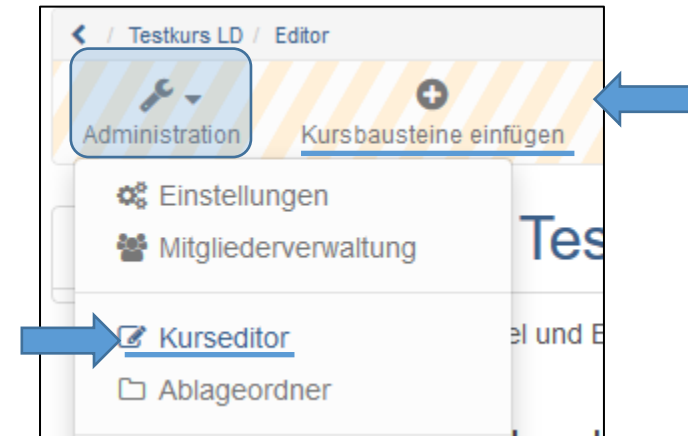 / Testkurs LD / Editor
Administration Kursbausteine einfügen
Einstellungen
Mitgliederverwaltung
Tes
Kurseditor
el und E
Ablageordner